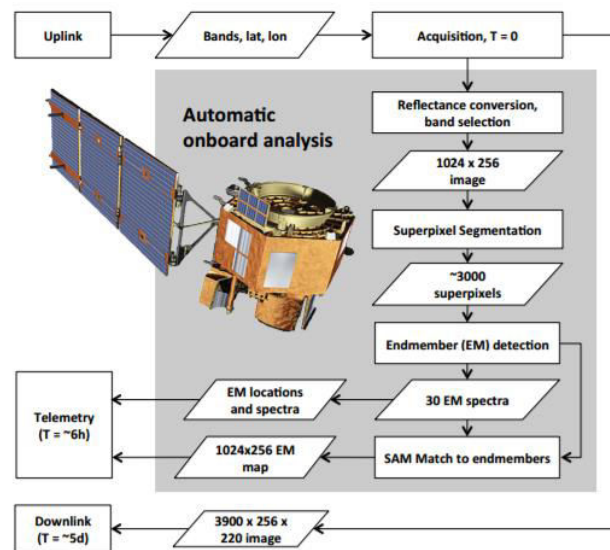 Uplink
Bands, lat, lon
Acquisition, T = 0
Automatic
onboard analysis
Reflectance conversion,
band selection
1024 x 256
image
Superpixel Segmentation
~3000
superpixels
Endmember (EM) detection
Telemetry
(T = ~6h)
EM locations
and spectra
30 EM spectra
1024x256 EM
map
SAM Match to endmembers
Downlink
(T = ~5d)
3900 x 256 x
220 image